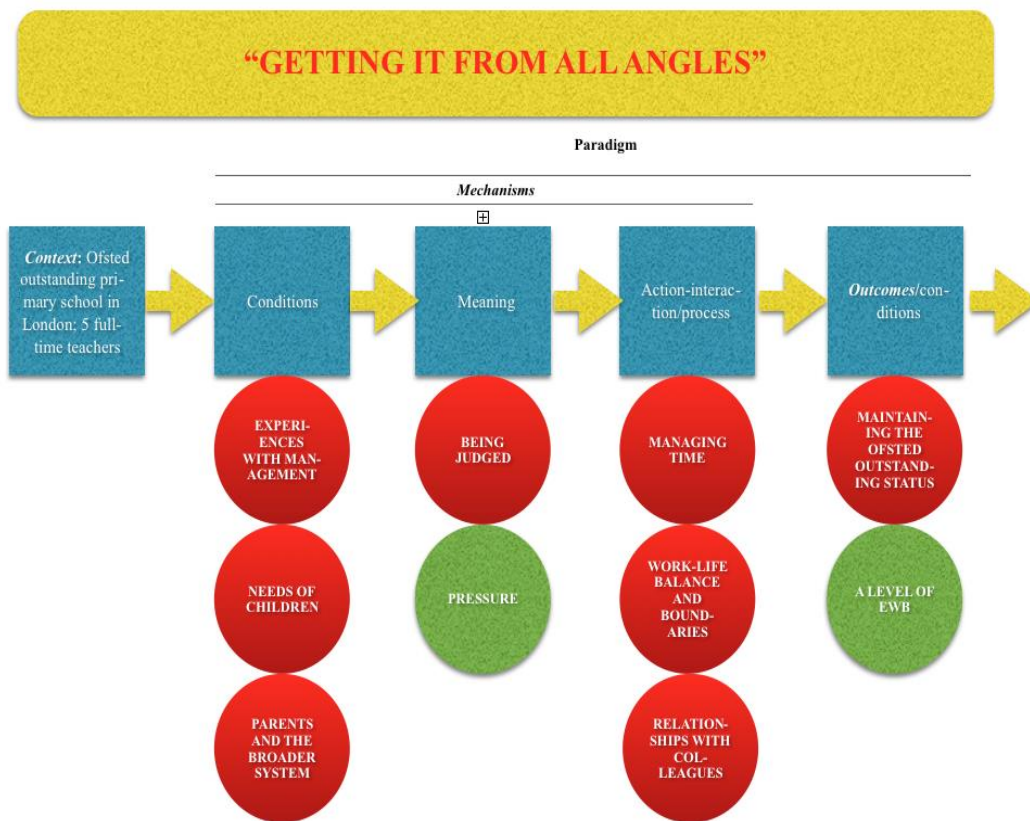 “GETTING IT FROM ALL ANGLES”
Paradigm
Mechanisms
Context: Ofsted
outstanding pri-
mary school in
London; 5 full-
time teachers
Conditions
Meaning
Action-interac-
tion/process
Outcomes/con-
ditions
EXPERI-
ENCES
WITH MAN-
AGEMENT
NEEDS OF
CHILDREN
PARENTS
AND THE
BROADER
SYSTEM
BEING
JUDGED
PRESSURE
MANAGING
TIME
WORK-LIFE
BALANCE
AND
BOUND-
ARIES
RELATION-
SHIPS WITH
COL-
LEAGUES
MAINTAIN-
ING THE
OFSTED
OUTSTAND-
ING STATUS
A LEVEL OF
EWB